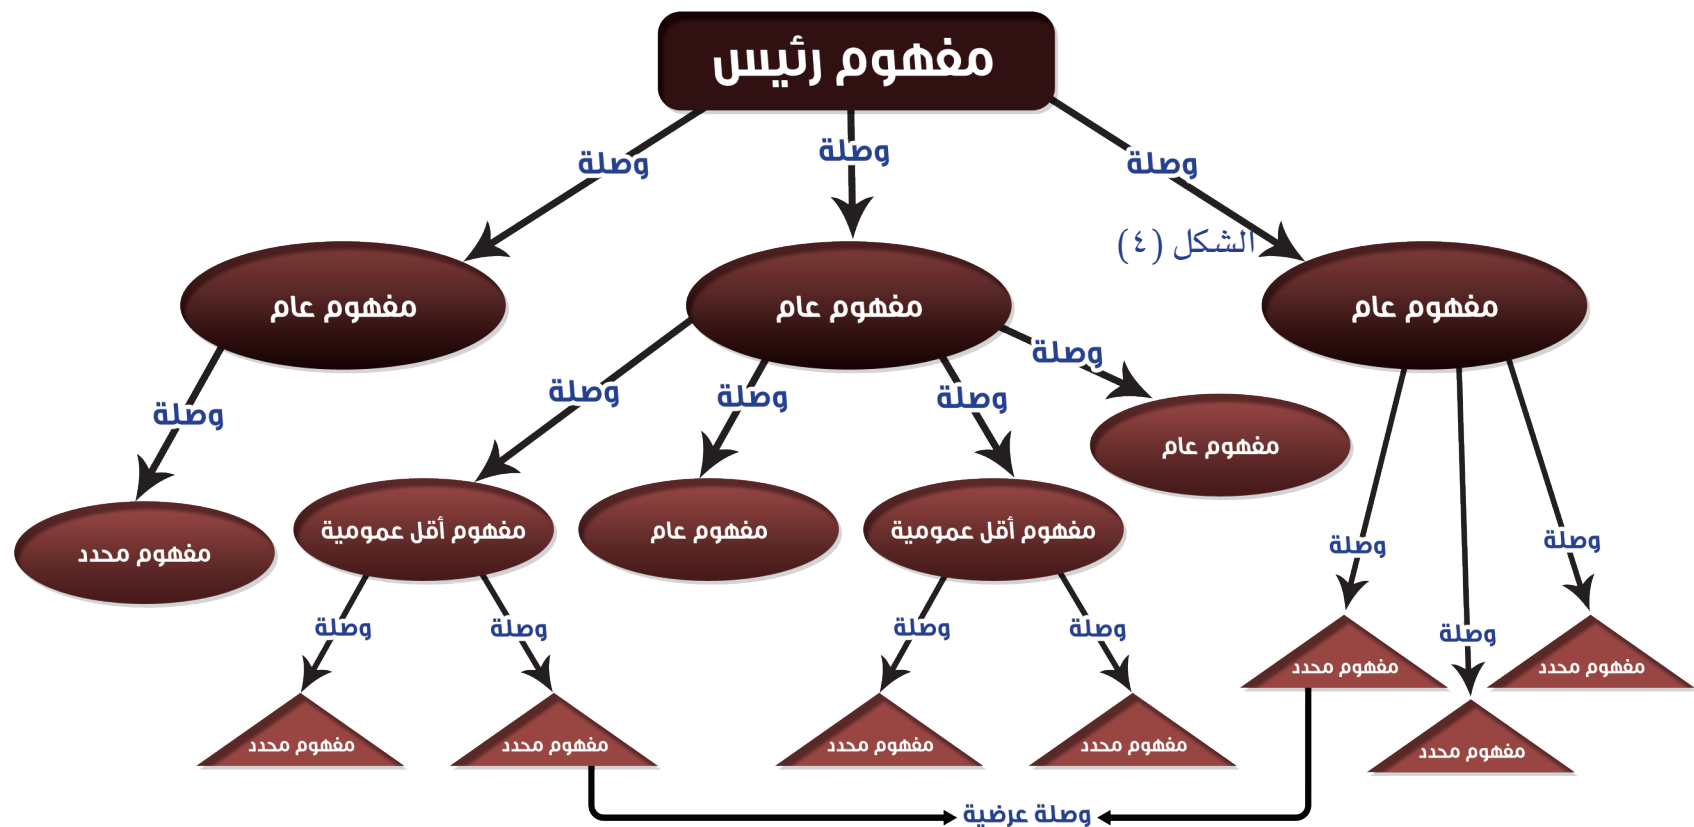 مفهوم رئيس
وصلة
وصلة
وصلة
الشكل (٤)
مفهوم عام
مفهوم عام
مفهوم عام
وصلة
وصلة
وصلة
وصلة
وصلة
مفهوم عام
مفهوم أقل عمومية
مفهوم عام
مفهوم أقل عمومية
مفهوم محدد
وصلة
وصلة
وصلة
وصلة
وصلة
وصلة
وصلة
مفهوم محدد
مفهوم محدد
مفهوم محدد
مفهوم محدد
مفهوم محدد
مفهوم محدد
مفهوم محدد
وصلة عرضية